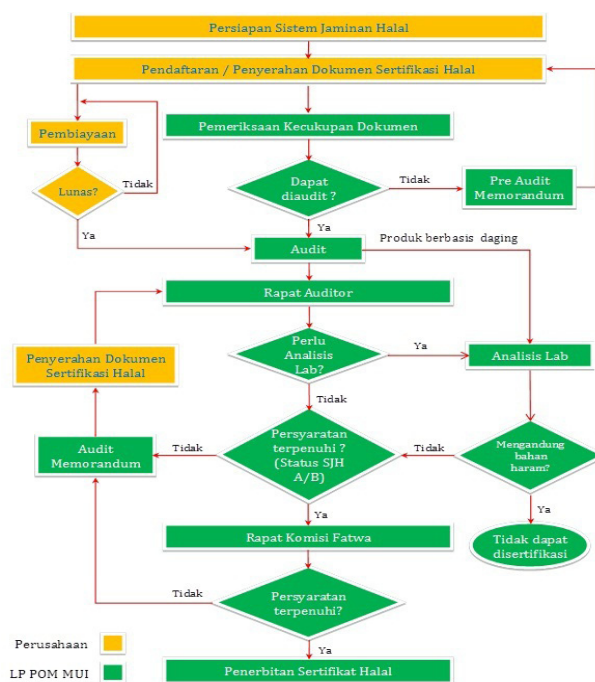 Persiapan Sistem Jaminan Halal
Pendaftaran / Penyerahan Dokumen Sertifikasi Halal
Pembiayaan
Pemeriksaan Kecukupan Dokumen
Lunas?
Tidak
Dapat
diaudit ?
Tidak
Pre Audit
Memorandum
Ya
Ya
Audit
Produk berbasis daging
Rapat Auditor
Penyerahan Dokumen
Sertifikasi Halal
Perlu
Analisis
Lab?
Ya
Analisis Lab
Tidak
Audit
Memorandum
Tidak
Persyaratan
terpenuhi ?
(Status SJH
A/B)
Tidak
Mengandung
bahan
haram?
Ya
Ya
Rapat Komisi Fatwa
Tidak dapat
disertifikasi
Tidak
Persyaratan
terpenuhi?
Perusahaan
Ya
LP POM MUI
Penerbitan Sertifikat Halal